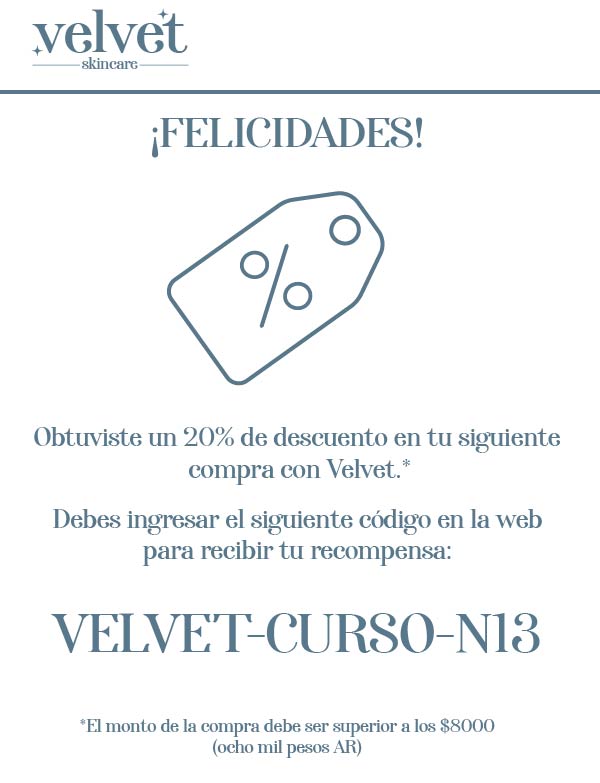 velvet
skincare
¡FELICIDADES!
%
Obtuviste un 20% de descuento en tu siguiente
compra con Velvet.*
Debes ingresar el siguiente código en la web
para recibir tu recompensa:
VELVET-CURSO-N13
*El monto de la compra debe ser superior a los $8000
(ocho mil pesos AR)